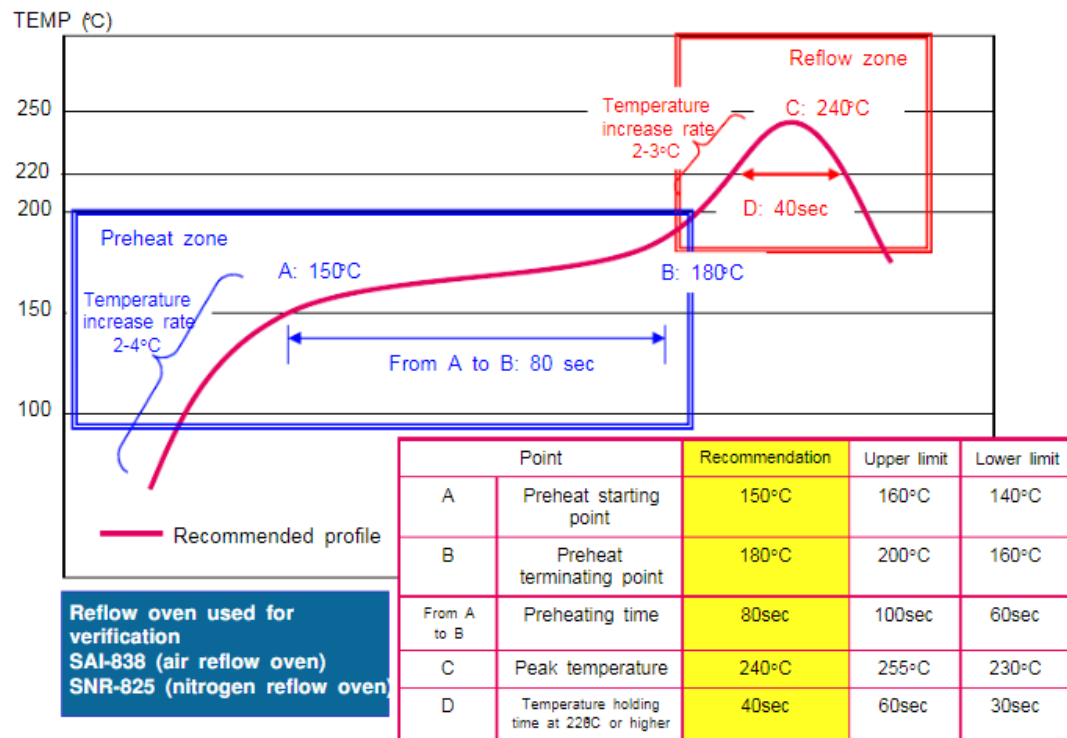 TEMP (°C)
Reflow zone
250
Temperature
increase rate
2-3°C
C: 240°C
220
200
D: 40sec
Preheat zone
A: 150°C
B: 180°C
Temperature
increase rate
2-4°C
150
From A to B: 80 sec
100
Recommended profile
Point Recommendation Upper limit Lower limit
A Preheat starting point 150°C 160°C 140°C
B Preheat terminating point 180°C 200°C 160°C
From A to B Preheating time 80sec 100sec 60sec
C Peak temperature 240°C 255°C 230°C
D Temperature holding time at or higher 40sec 60sec 30sec
Reflow oven used for
verification
SAI-838 (air reflow oven)
SNR-825 (nitrogen reflow oven)